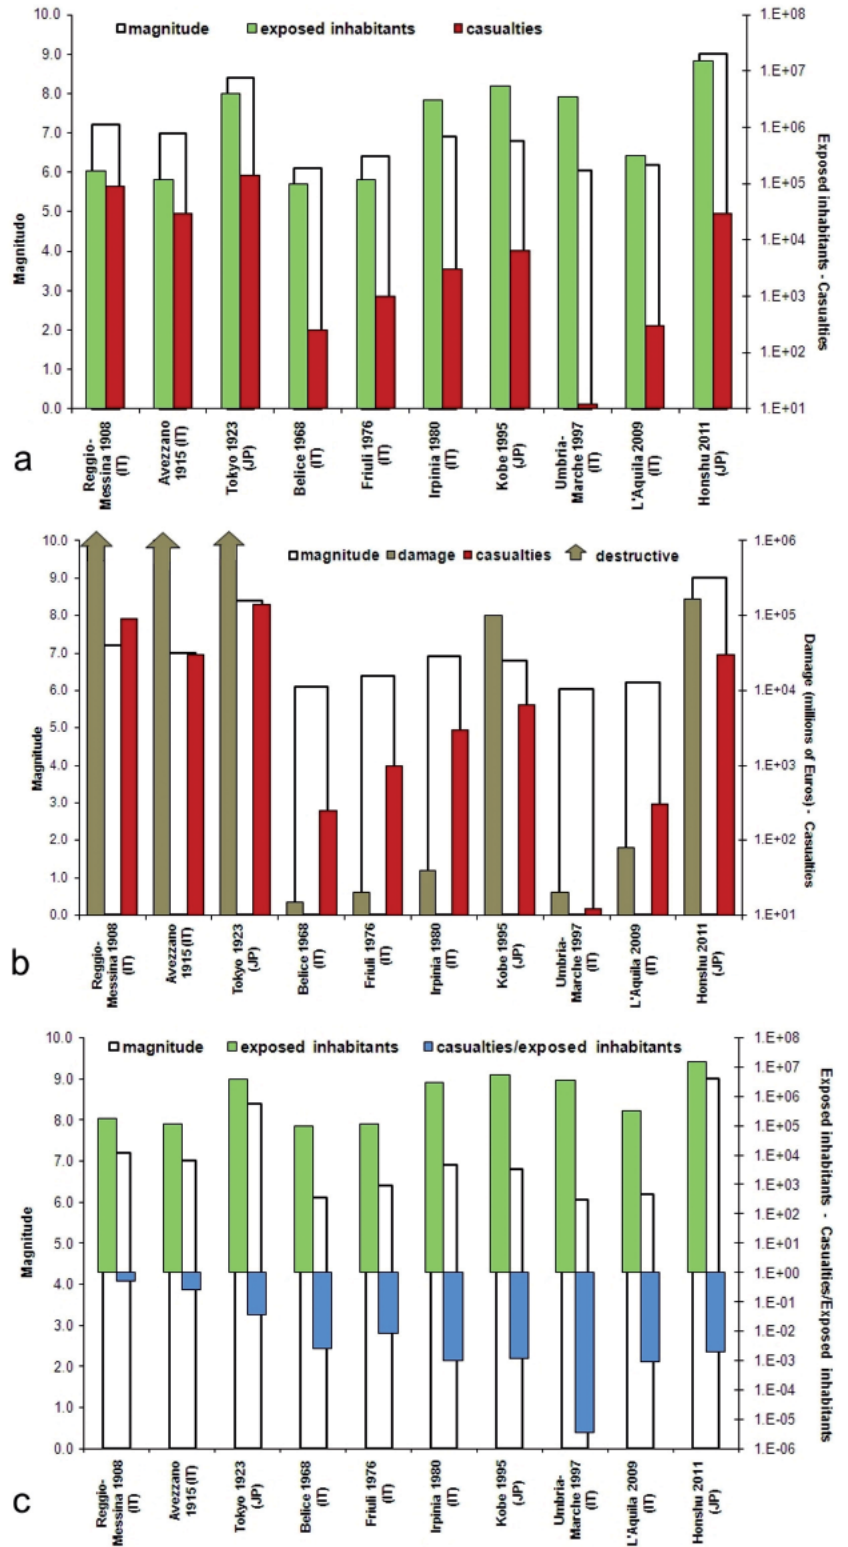 magnitude exposed inhabitants casualties
10.0
9.0
8.0
7.0
6.0
5.0
4.0
3.0
2.0
1.0
0.0
Magnitudo
1.E+08
1.E+07
1.E+06
1.E+05
1.E+04
1.E+03
1.E+02
1.E+01
Exposed inhabitants - Casualties
Reggio-
Messina 1908
(IT)
Avezzano
1915 (IT)
Tokyo 1923
(JP)
Belice 1968
(IT)
Friuli 1976
(IT)
Irpinia 1980
(IT)
Kobe 1995
(JP)
Umbria-
Marche 1997
(IT)
L'Aquila 2009
(IT)
Honshu 2011
(JP)
a
magnitude damage casualties destructive
10.0
9.0
8.0
7.0
6.0
5.0
4.0
3.0
2.0
1.0
0.0
Magnitude
1.E+06
1.E+05
1.E+04
1.E+03
1.E+02
1.E+01
Damage (millions of Euros) - Casualties
Reggio-
Messina 1908
(IT)
Avezzano
1915 (IT)
Tokyo 1923
(JP)
Belice 1968
(IT)
Friuli 1976
(IT)
Irpinia 1980
(IT)
Kobe 1995
(JP)
Umbria-
Marche 1997
(IT)
L'Aquila 2009
(IT)
Honshu 2011
(JP)
b
magnitude exposed inhabitants casualties/exposed inhabitants
10.0
9.0
8.0
7.0
6.0
5.0
4.0
3.0
2.0
1.0
0.0
Magnitude
1.E+08
1.E+07
1.E+06
1.E+05
1.E+04
1.E+03
1.E+02
1.E+01
1.E+00
1.E-01
1.E-02
1.E-03
1.E-04
1.E-05
1.E-06
Exposed inhabitants - Casualties/Exposed inhabitants
Reggio-
Messina 1908
(IT)
Avezzano
1915 (IT)
Tokyo 1923
(JP)
Belice 1968
(IT)
Friuli 1976
(IT)
Irpinia 1980
(IT)
Kobe 1995
(JP)
Umbria-
Marche 1997
(IT)
L'Aquila 2009
(IT)
Honshu 2011
(JP)
c